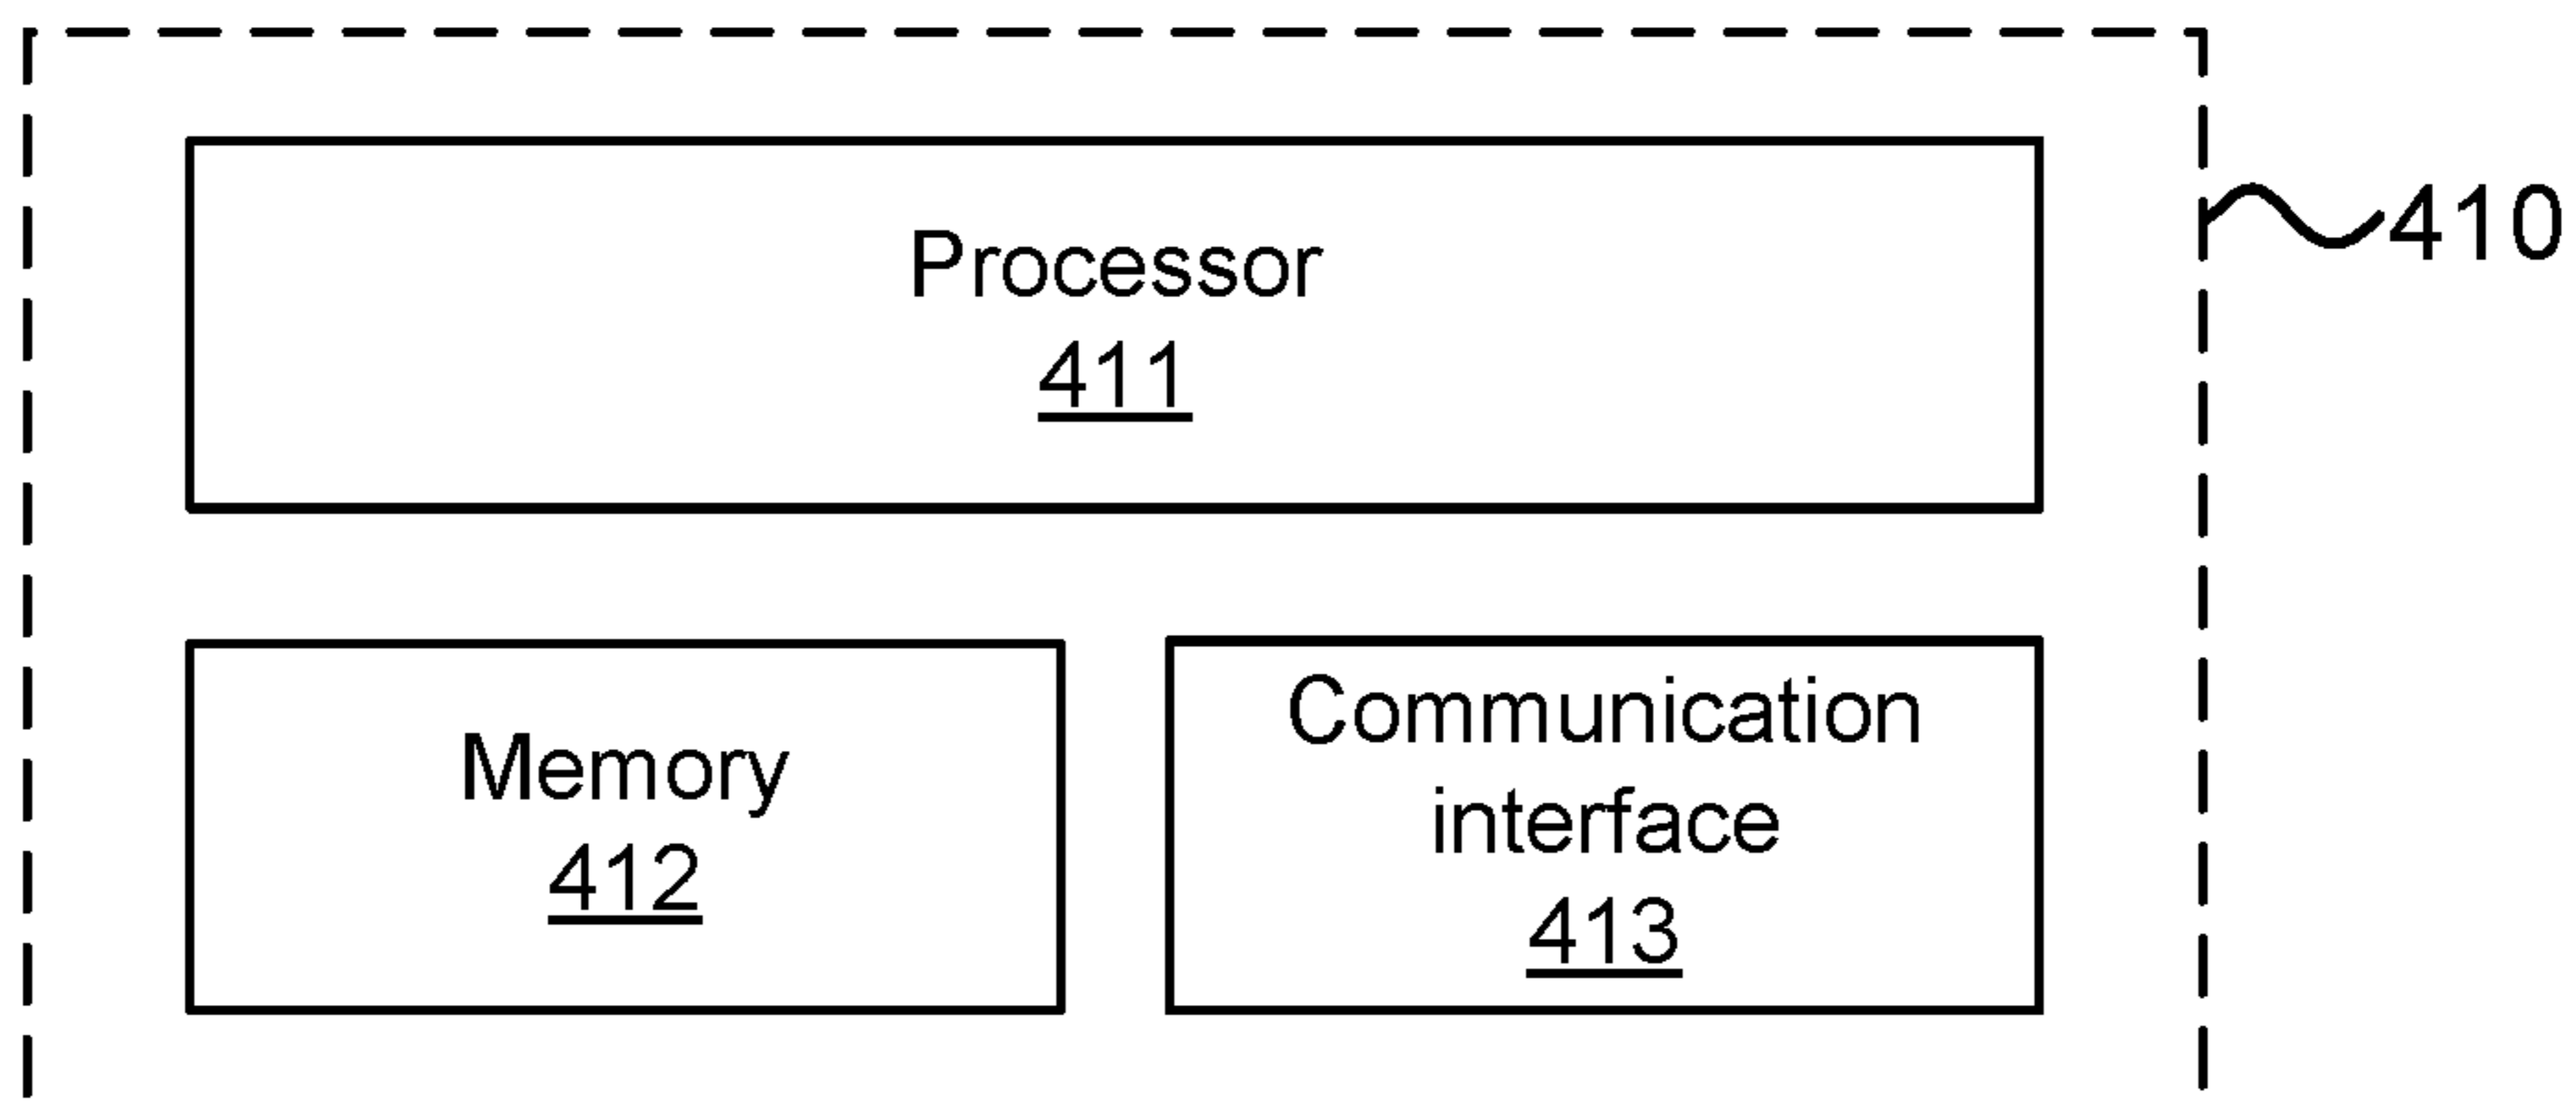 Processor
411
410
Memory
412
Communication
interface
413